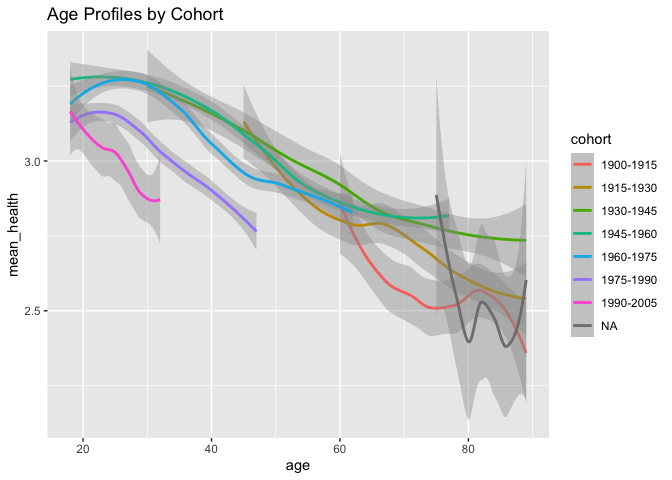 Age Profiles by Cohort
mean_health
3.0
2.5
20
40
60
80
age
cohort
1900-1915
1915-1930
1930-1945
1945-1960
1960-1975
1975-1990
1990-2005
NA